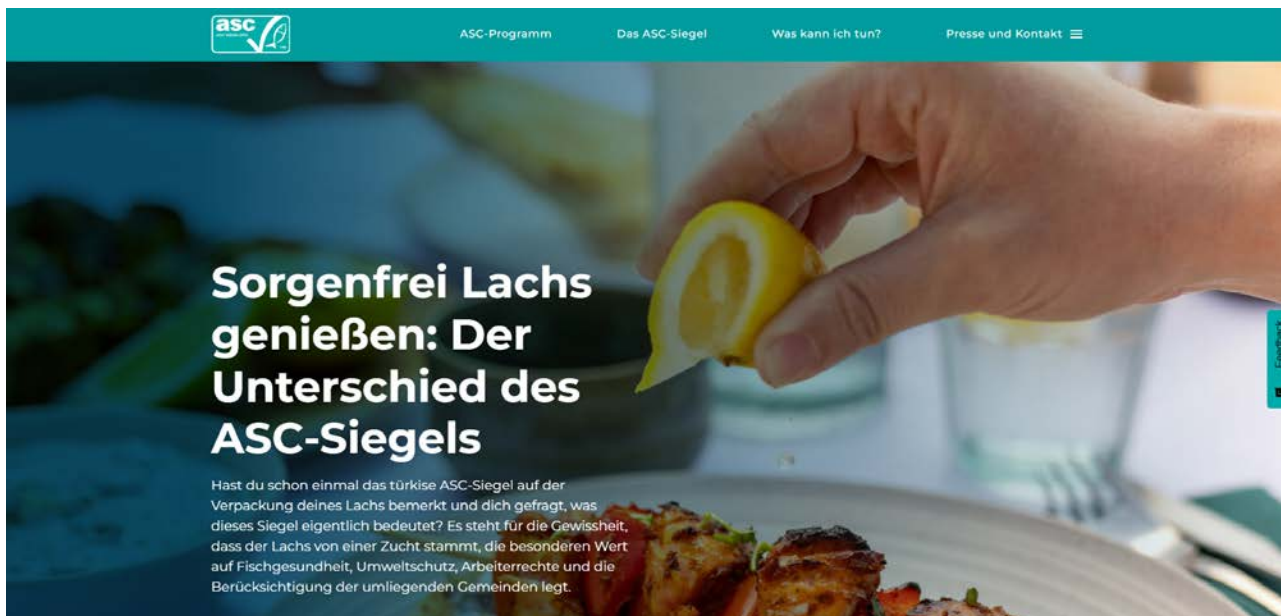 asc
ASC-Programm
Das ASC-Siegel
Was kann ich tun?
Presse und Kontakt
Sorgenfrei Lachs
genießen: Der
Unterschied des
ASC-Siegels
Hast du schon einmal das türkise ASC-Siegel auf der
Verpackung deines Lachs bemerkt und dich gefragt, was
dieses Siegel eigentlich bedeutet? Es steht für die Gewissheit,
dass der Lachs von einer Zucht stammt, die besonderen Wert
auf Fischgesundheit, Umweltschutz, Arbeiterrechte und die
Berücksichtigung der umliegenden Gemeinden legt.
Feedback